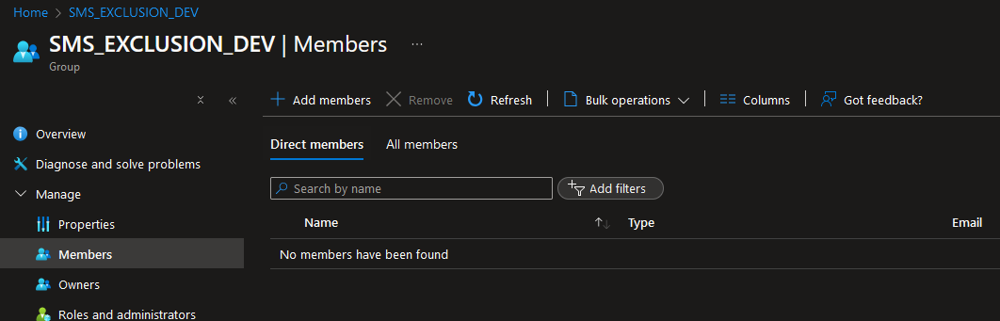 Home > SMS_EXCLUSION_DEV
SMS_EXCLUSION_DEV | Members ...
Group
« + Add members Remove Refresh Bulk operations Columns Got feedback?
Overview
Direct members All members
Diagnose and solve problems
Search by name Add filters
Manage
Properties
Name ↑↓ Type Email
Members
No members have been found
Owners
Roles and administrators